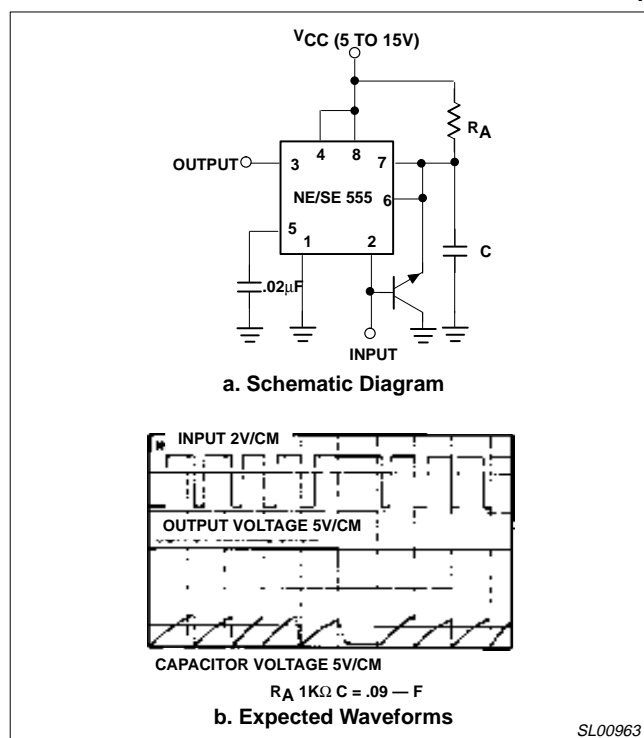 VCC (5 TO 15V)
RA
4 8 7
OUTPUT 3
NE/SE 555
6
5
1 2
C
.02μF
INPUT
a. Schematic Diagram
INPUT 2V/CM
OUTPUT VOLTAGE 5V/CM
CAPACITOR VOLTAGE 5V/CM
RA 1KΩ C = .09 — F
b. Expected Waveforms
SL00963